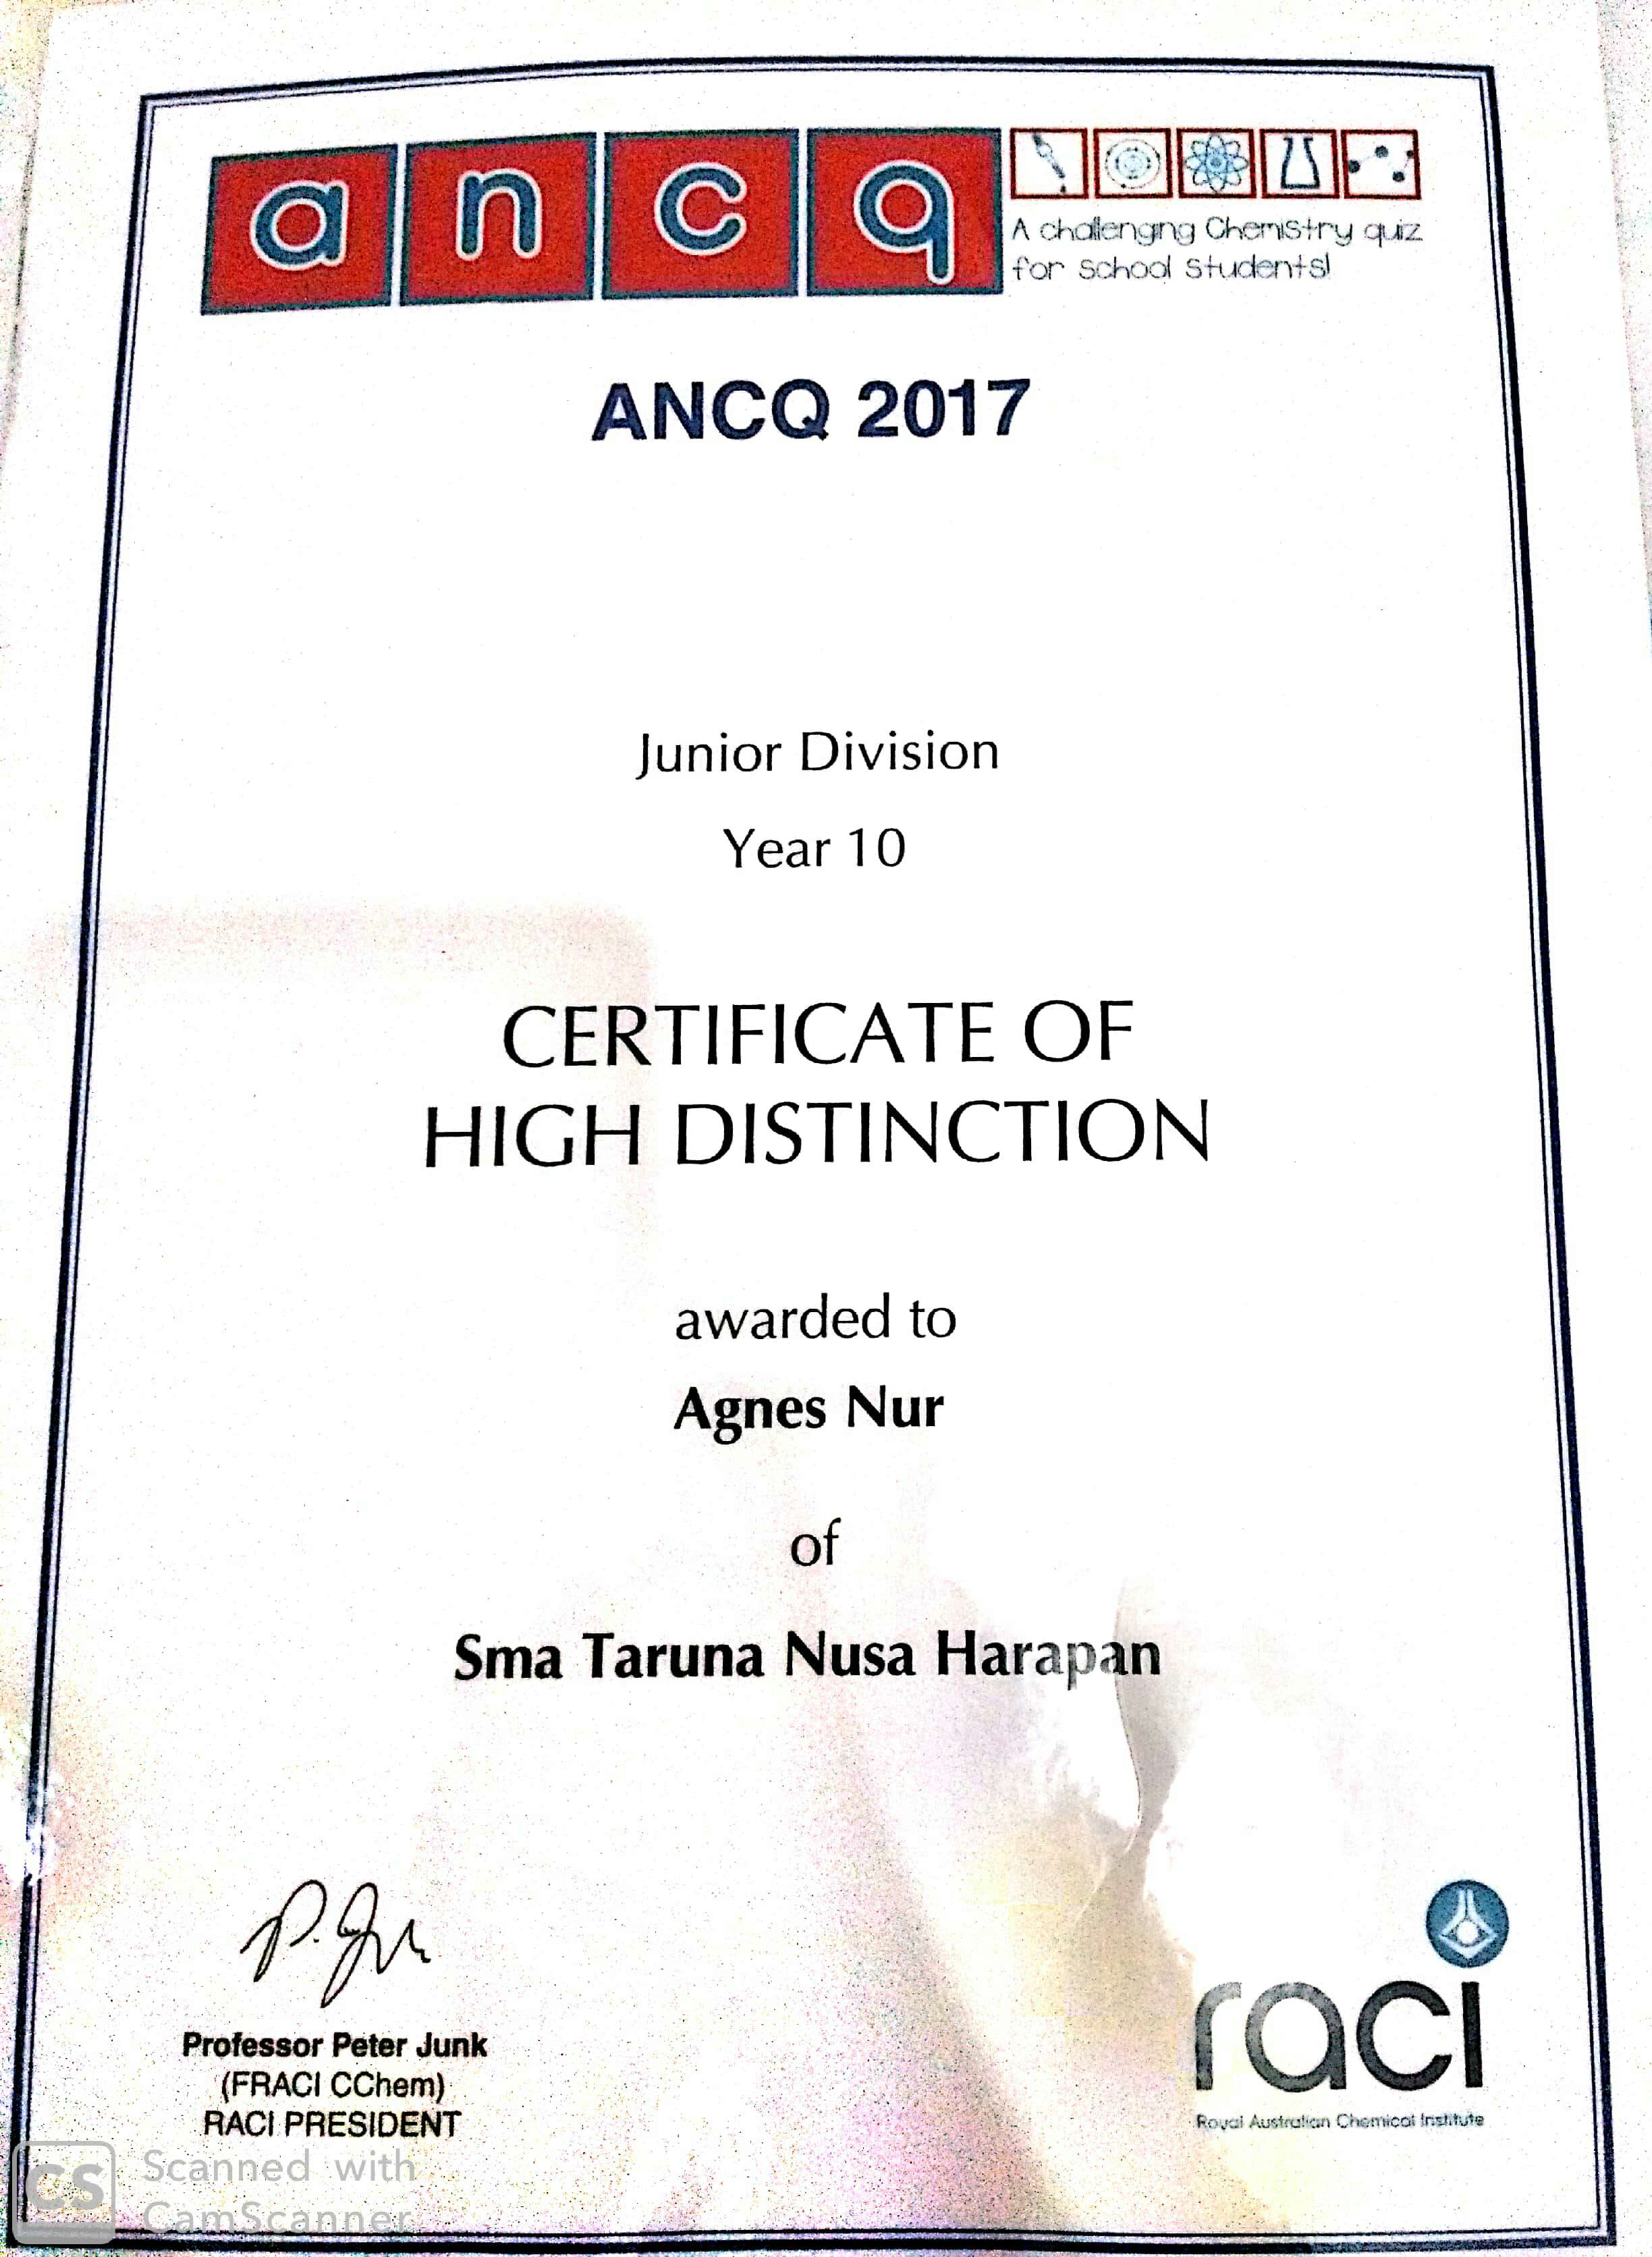 ancq
A challenging Chemistry quiz
for school students!
ANCQ 2017
Junior Division
Year 10
CERTIFICATE OF
HIGH DISTINCTION
awarded to
Agnes Nur
of
Sma Taruna Nusa Harapan
P. Junk
Professor Peter Junk
(FRACI CChem)
RACI PRESIDENT
raci
Royal Australian Chemical Institute
CS
Scanned with
CamScanner